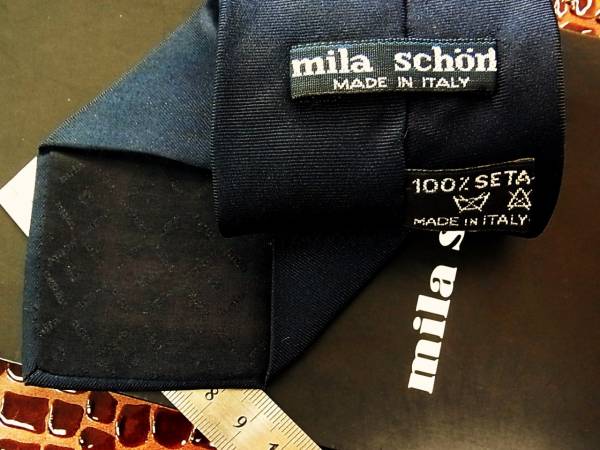 mila schön
MADE IN ITALY
100% SETA
MADE IN ITALY
mila s
8 9